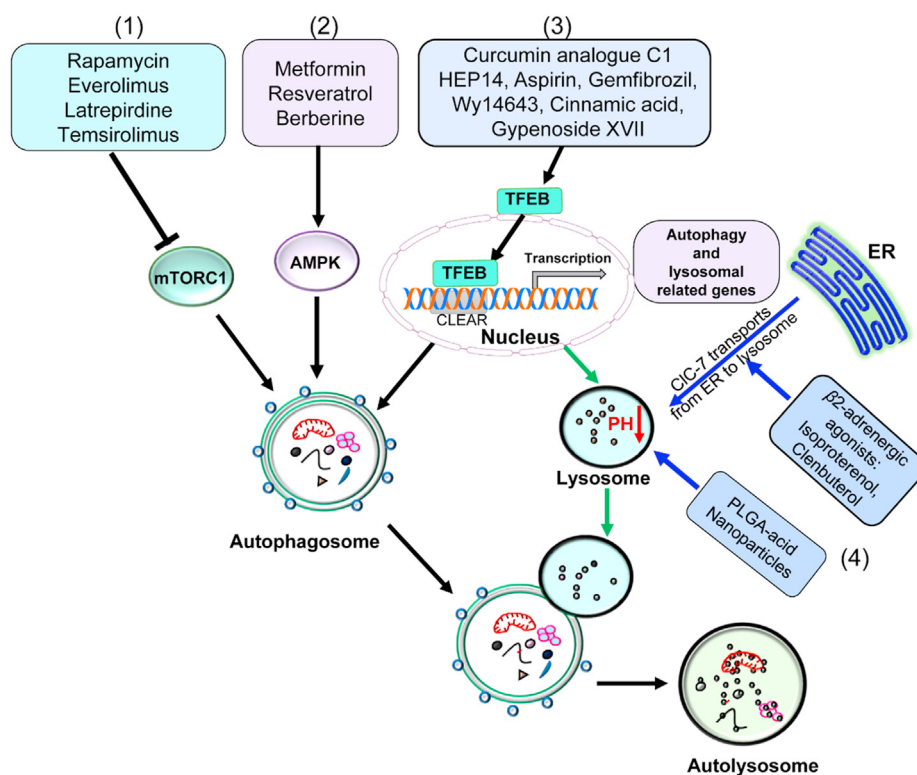 (1)
Rapamycin
Everolimus
Latrepirdine
Temsirolimus
(2)
Metformin
Resveratrol
Berberine
(3)
Curcumin analogue C1
HEP14, Aspirin, Gemfibrozil,
Wy14643, Cinnamic acid,
Gypenoside XVII
mTORC1
AMPK
TFEB
TFEB
Transcription
CLEAR
Nucleus
Autophagy
and
lysosomal
related genes
ER
ClC-7 transports
from ER to lysosome
β2-adrenergic
agonists:
Isoproterenol,
Clenbuterol
PH
Lysosome
PLGA-acid
Nanoparticles
(4)
Autophagosome
Autolysosome